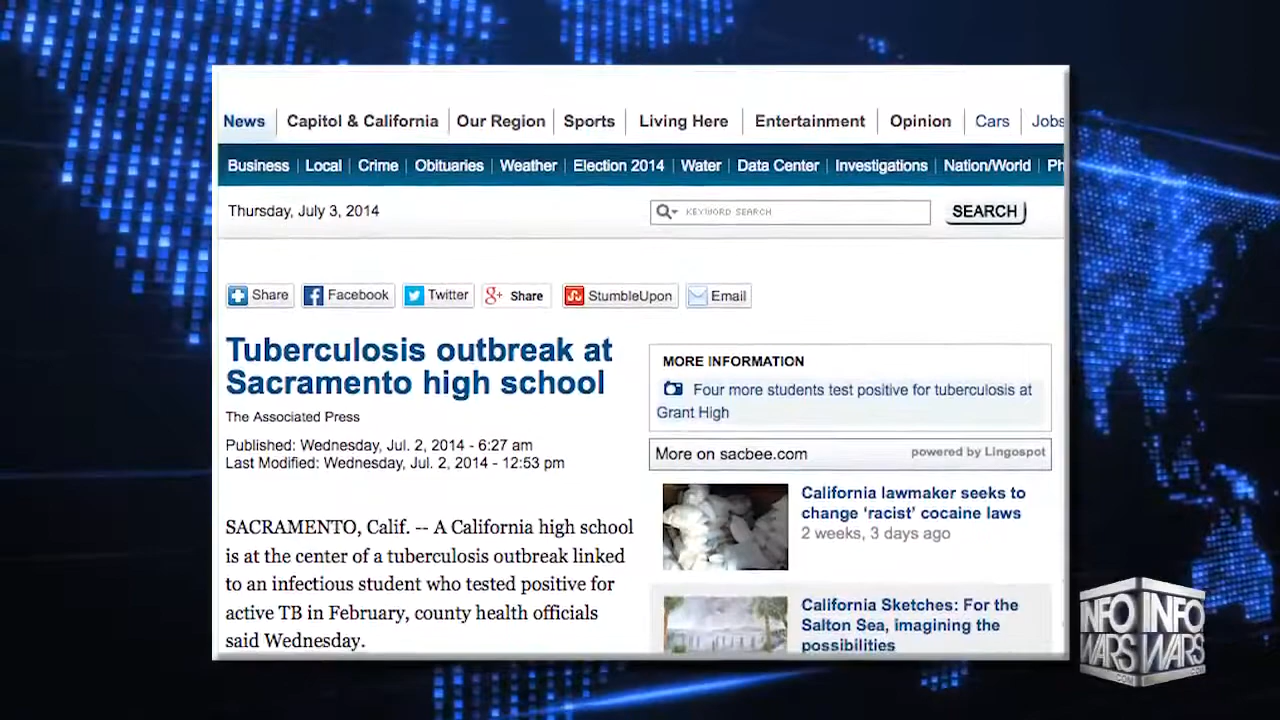 News Capitol & California Our Region Sports Living Here Entertainment Opinion Cars Jobs
Business Local Crime Obituaries Weather Election 2014 Water Data Center Investigations Nation/World Ph
Thursday, July 3, 2014
KEYWORD SEARCH
SEARCH
Share Facebook Twitter g+ Share StumbleUpon Email
Tuberculosis outbreak at
Sacramento high school
The Associated Press
Published: Wednesday, Jul. 2, 2014 - 6:27 am
Last Modified: Wednesday, Jul. 2, 2014 - 12:53 pm
SACRAMENTO, Calif. -- A California high school
is at the center of a tuberculosis outbreak linked
to an infectious student who tested positive for
active TB in February, county health officials
said Wednesday.
MORE INFORMATION
Four more students test positive for tuberculosis at
Grant High
More on sacbee.com
powered by Lingospot
California lawmaker seeks to
change ‘racist’ cocaine laws
2 weeks, 3 days ago
California Sketches: For the
Salton Sea, imagining the
possibilities
INFO INFO
WARS WARS
.COM .COM